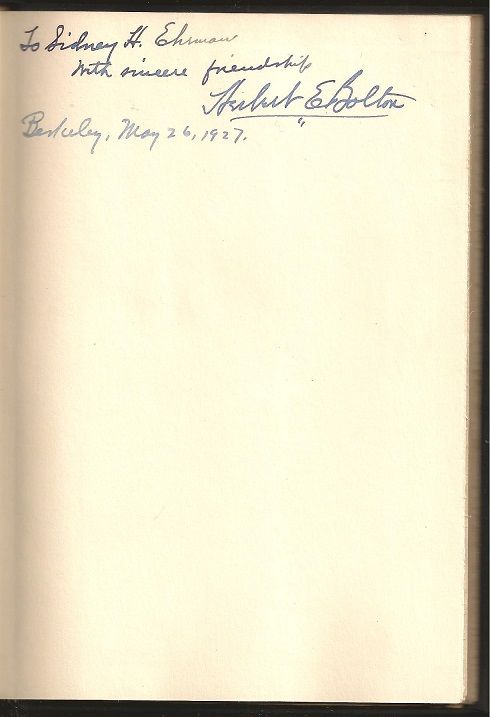 To Sidney H. Ehrman
With sincere friendship
Herbert E Bolton
Berkeley, May 26, 1927.